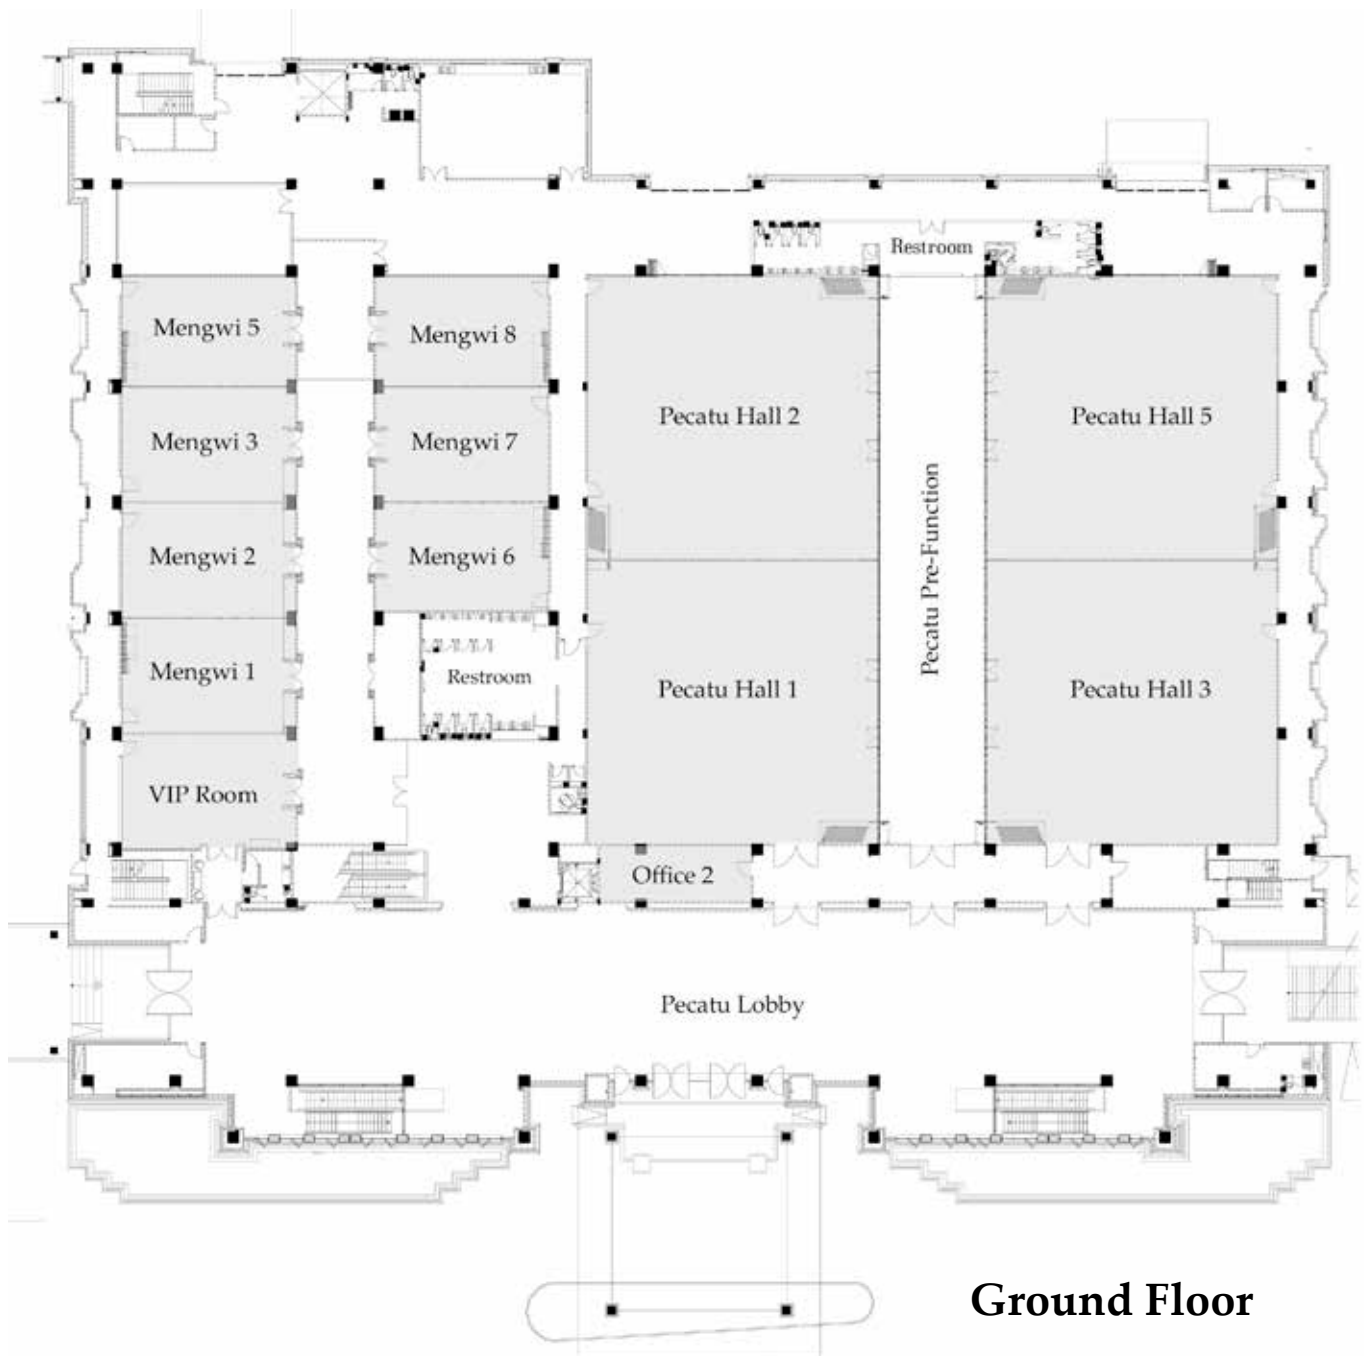 Restroom
Mengwi 5
Mengwi 8
Pecatu Hall 2
Pecatu Hall 5
Mengwi 3
Mengwi 7
Pecatu Pre-Function
Mengwi 2
Mengwi 6
Mengwi 1
Restroom
Pecatu Hall 1
Pecatu Hall 3
VIP Room
Office 2
Pecatu Lobby
Ground Floor